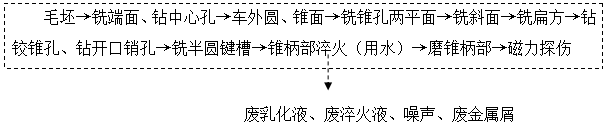 毛坯→铣端面、钻中心孔→车外圆、锥面→铣锥孔两平面→铣斜面→铣扁方→钻
铰锥孔、钻开口销孔→铣半圆键槽→锥柄部淬火（用水）→磨锥柄部→磁力探伤
废乳化液、废淬火液、噪声、废金属屑